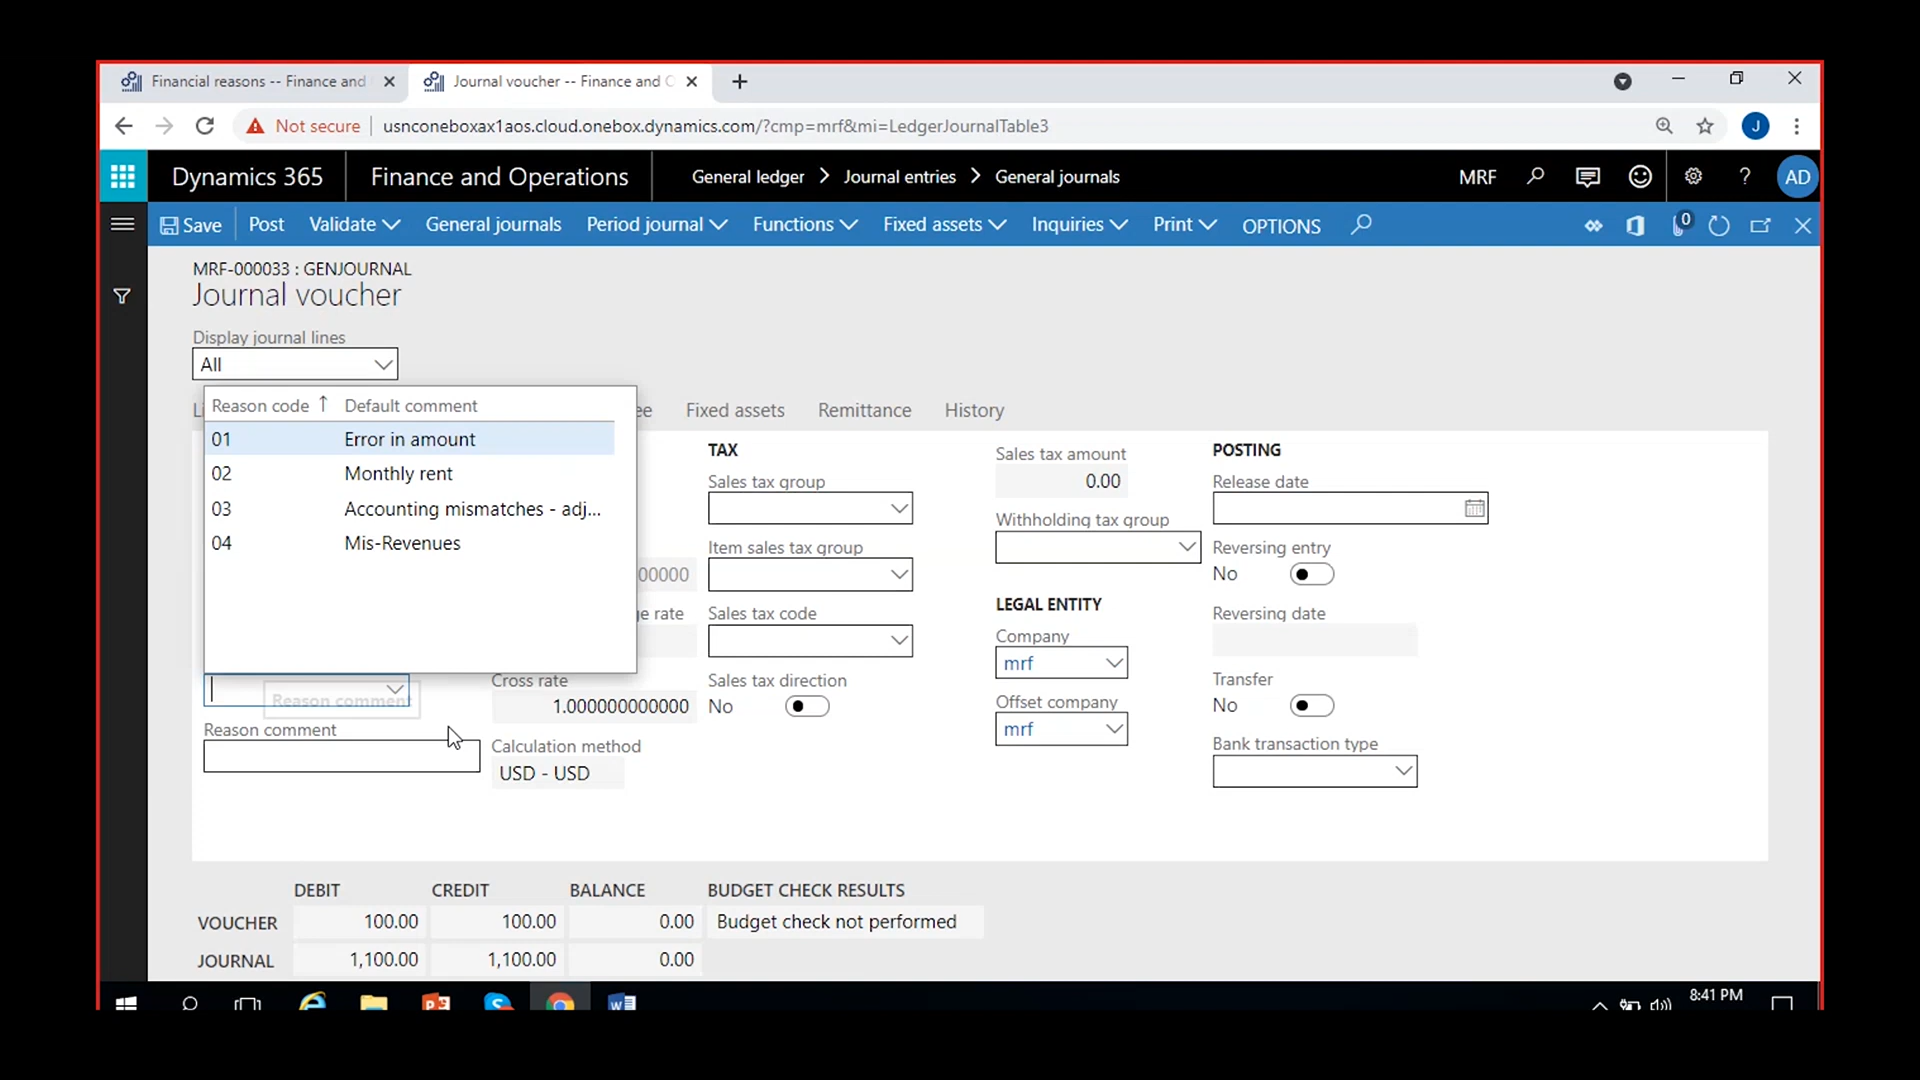 Financial reasons -- Finance and
Journal voucher -- Finance and O
Not secure
usnconeboxax1aos.cloud.onebox.dynamics.com/?cmp=mrf&mi=LedgerJournalTable3
J
Dynamics 365
Finance and Operations
General ledger > Journal entries > General journals
MRF
?
AD
Save
Post
Validate
General journals
Period journal
Functions
Fixed assets
Inquiries
Print
OPTIONS
0
MRF-000033 : GENJOURNAL
Journal voucher
Display journal lines
All
Fixed assets
Remittance
History
Reason code ↑ Default comment
01 Error in amount
02 Monthly rent
03 Accounting mismatches - adj...
04 Mis-Revenues
Reason comment
Reason comment
00000
ge rate
Cross rate
1.000000000000
Calculation method
USD - USD
TAX
Sales tax group
Item sales tax group
Sales tax code
Sales tax direction
No
Sales tax amount
0.00
Withholding tax group
LEGAL ENTITY
Company
mrf
Offset company
mrf
POSTING
Release date
Reversing entry
No
Reversing date
Transfer
No
Bank transaction type
DEBIT CREDIT BALANCE BUDGET CHECK RESULTS
VOUCHER 100.00 100.00 0.00 Budget check not performed
JOURNAL 1,100.00 1,100.00 0.00
8:41 PM